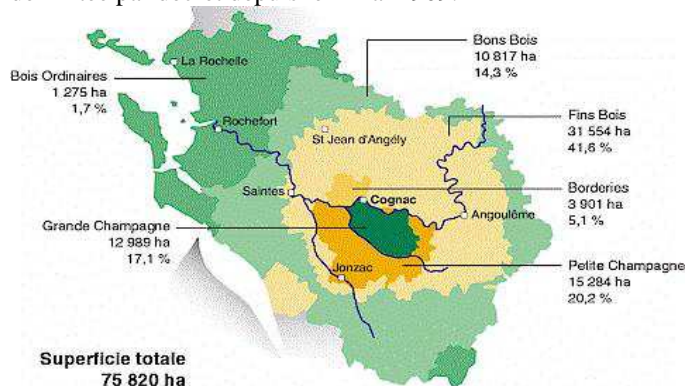 La Rochelle
Bois Ordinaires
1 275 ha
1,7 %
Rochefort
Bons Bois
10 817 ha
14,3 %
St Jean d'Angély
Fins Bois
31 554 ha
41,6 %
Saintes
Cognac
Borderies
3 901 ha
5,1 %
Angoulême
Grande Champagne
12 989 ha
17,1 %
Jonzac
Petite Champagne
15 284 ha
20,2 %
Superficie totale
75 820 ha